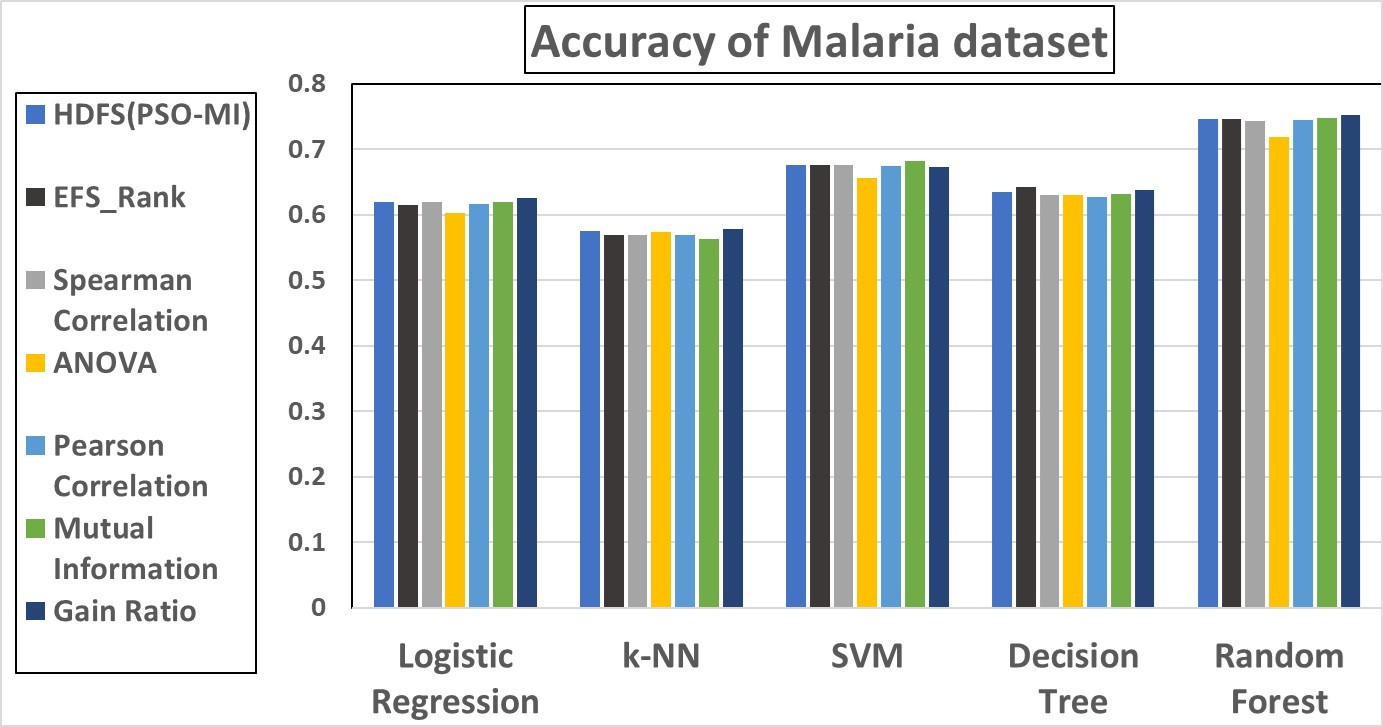 Accuracy of Malaria dataset
HDFS(PSO-MI)
EFS_Rank
Spearman
Correlation
ANOVA
Pearson
Correlation
Mutual
Information
Gain Ratio
0.8
0.7
0.6
0.5
0.4
0.3
0.2
0.1
0
Logistic
Regression
k-NN
SVM
Decision
Tree
Random
Forest